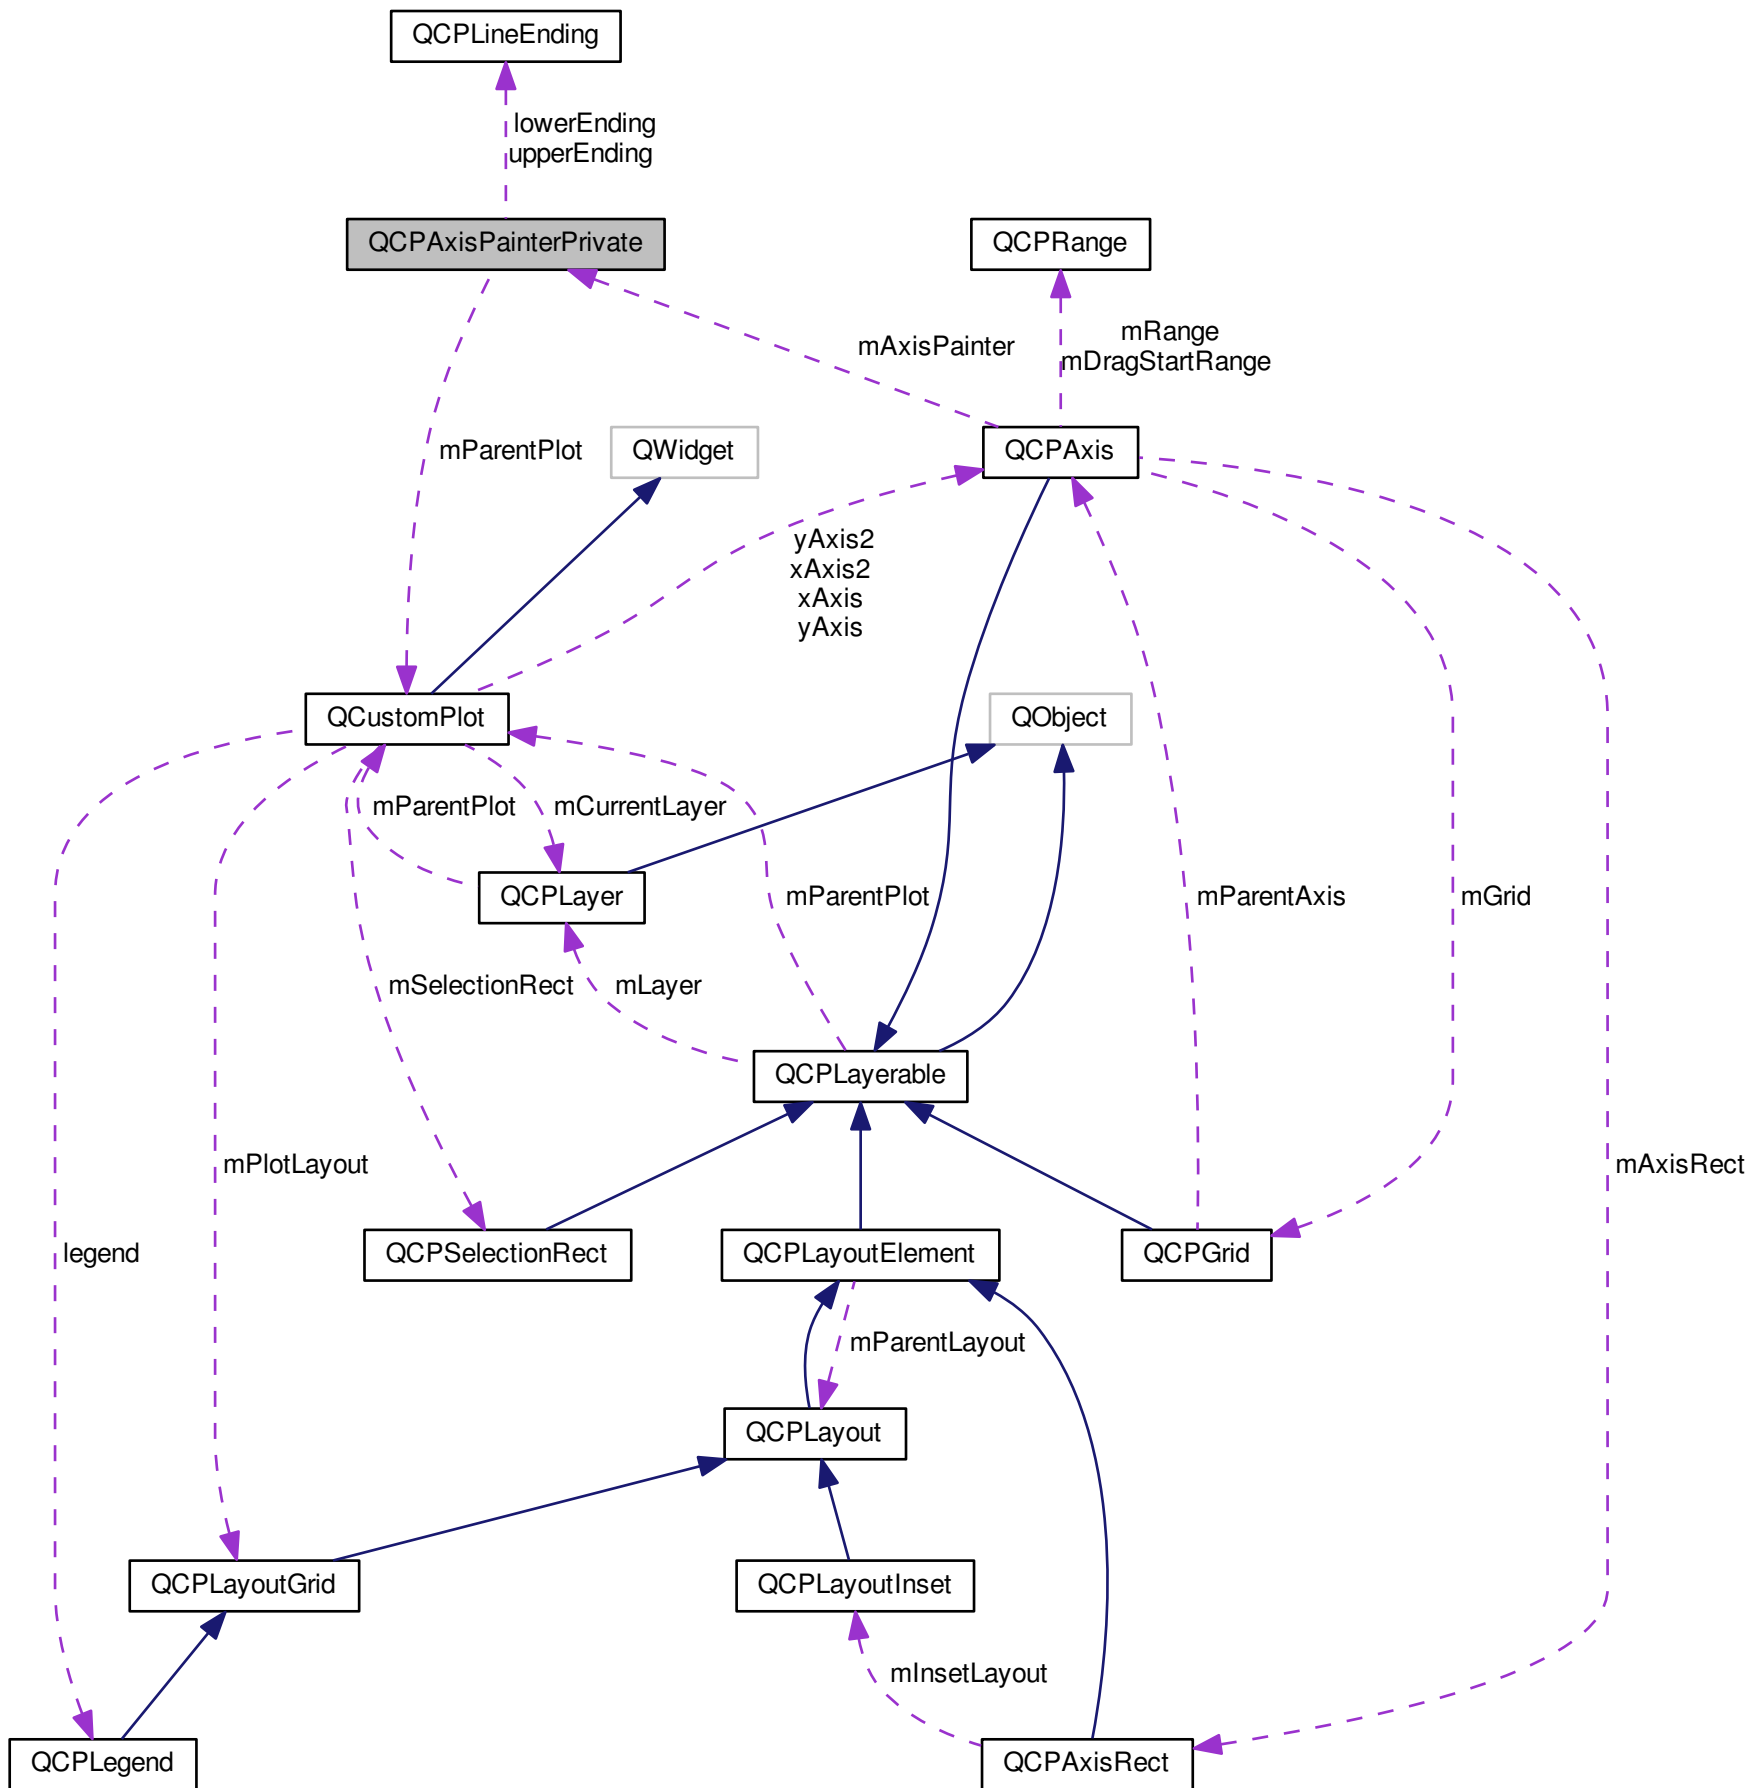 QCPLineEnding
lowerEnding
upperEnding
QCPAxisPainterPrivate
QCPRange
mAxisPainter
mRange
mDragStartRange
mParentPlot
QWidget
QCPAxis
yAxis2
xAxis2
xAxis
yAxis
QCustomPlot
QObject
mParentPlot
mCurrentLayer
QCPLayer
mParentPlot
mParentAxis
mGrid
mSelectionRect
mLayer
QCPLayerable
mPlotLayout
mAxisRect
legend
QCPSelectionRect
QCPLayoutElement
QCPGrid
mParentLayout
QCPLayout
QCPLayoutGrid
QCPLayoutInset
mInsetLayout
QCPLegend
QCPAxisRect